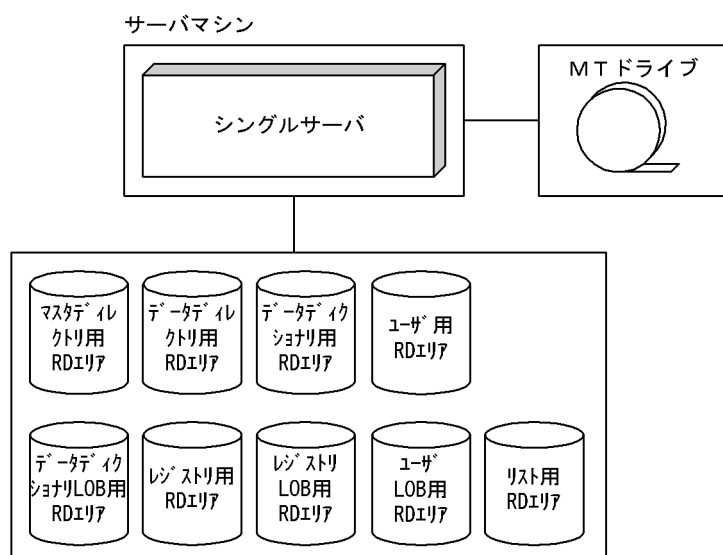 サーバマシン
シングルサーバ
ＭＴドライブ
ﾏｽﾀﾃﾞｨﾚ
ｸﾄﾘ用
RDｴﾘｱ
ﾃﾞｰﾀﾃﾞｨﾚ
ｸﾄﾘ用
RDｴﾘｱ
ﾃﾞｰﾀﾃﾞｨｸ
ｼｮﾅﾘ用
RDｴﾘｱ
ﾕｰｻﾞ用
RDｴﾘｱ
ﾃﾞｰﾀﾃﾞｨｸ
ｼｮﾅﾘLOB用
RDｴﾘｱ
ﾚｼﾞｽﾄﾘ用
RDｴﾘｱ
ﾚｼﾞｽﾄﾘ
LOB用
RDｴﾘｱ
ﾕｰｻﾞ
LOB用
RDｴﾘｱ
ﾘｽﾄ用
RDｴﾘｱ